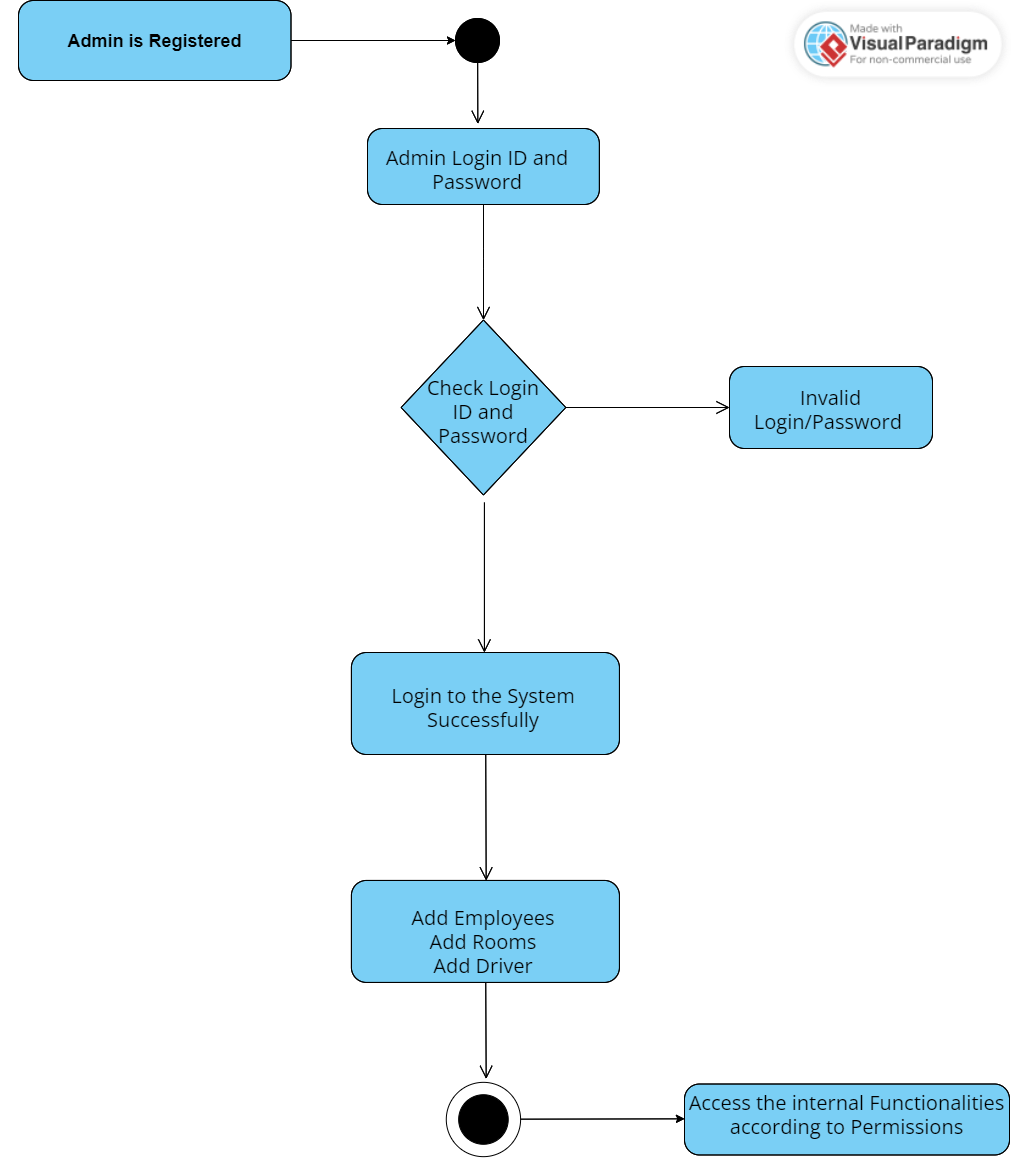 Admin is Registered
Made with
Visual Paradigm
For non-commercial use
Admin Login ID and
Password
Check Login
ID and
Password
Invalid
Login/Password
Login to the System
Successfully
Add Employees
Add Rooms
Add Driver
Access the internal Functionalities
according to Permissions